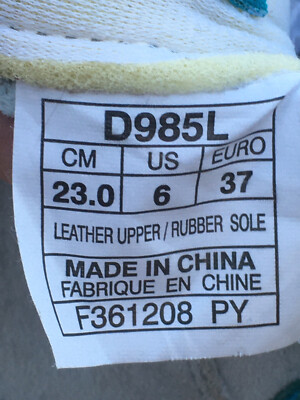 D985L
CM US EURO
23.0 6 37
LEATHER UPPER / RUBBER SOLE
MADE IN CHINA
FABRIQUE EN CHINE
F361208 PY